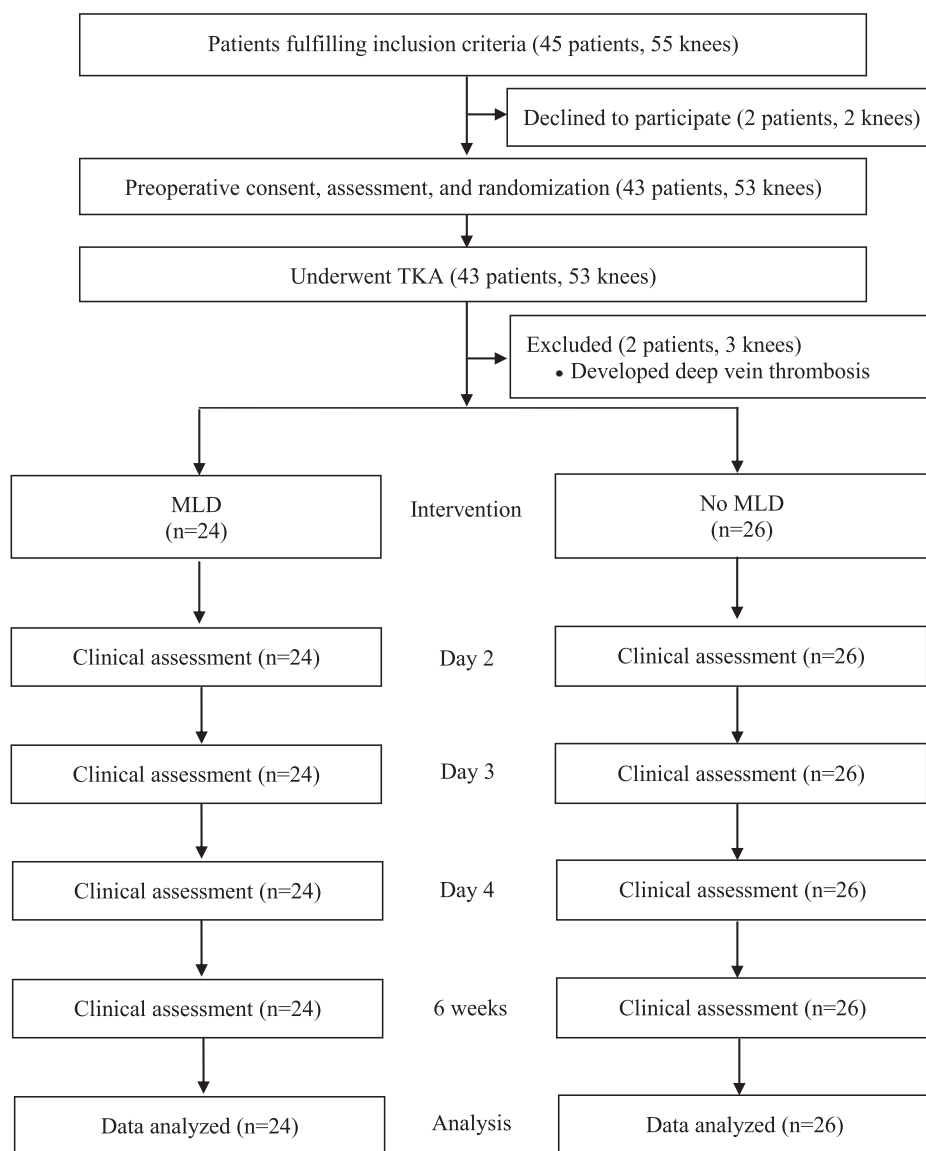 Patients fulfilling inclusion criteria (45 patients, 55 knees)
Declined to participate (2 patients, 2 knees)
Preoperative consent, assessment, and randomization (43 patients, 53 knees)
Underwent TKA (43 patients, 53 knees)
Excluded (2 patients, 3 knees)
• Developed deep vein thrombosis
MLD
(n=24)
Intervention
No MLD
(n=26)
Clinical assessment (n=24)
Day 2
Clinical assessment (n=26)
Clinical assessment (n=24)
Day 3
Clinical assessment (n=26)
Clinical assessment (n=24)
Day 4
Clinical assessment (n=26)
Clinical assessment (n=24)
6 weeks
Clinical assessment (n=26)
Data analyzed (n=24)
Analysis
Data analyzed (n=26)